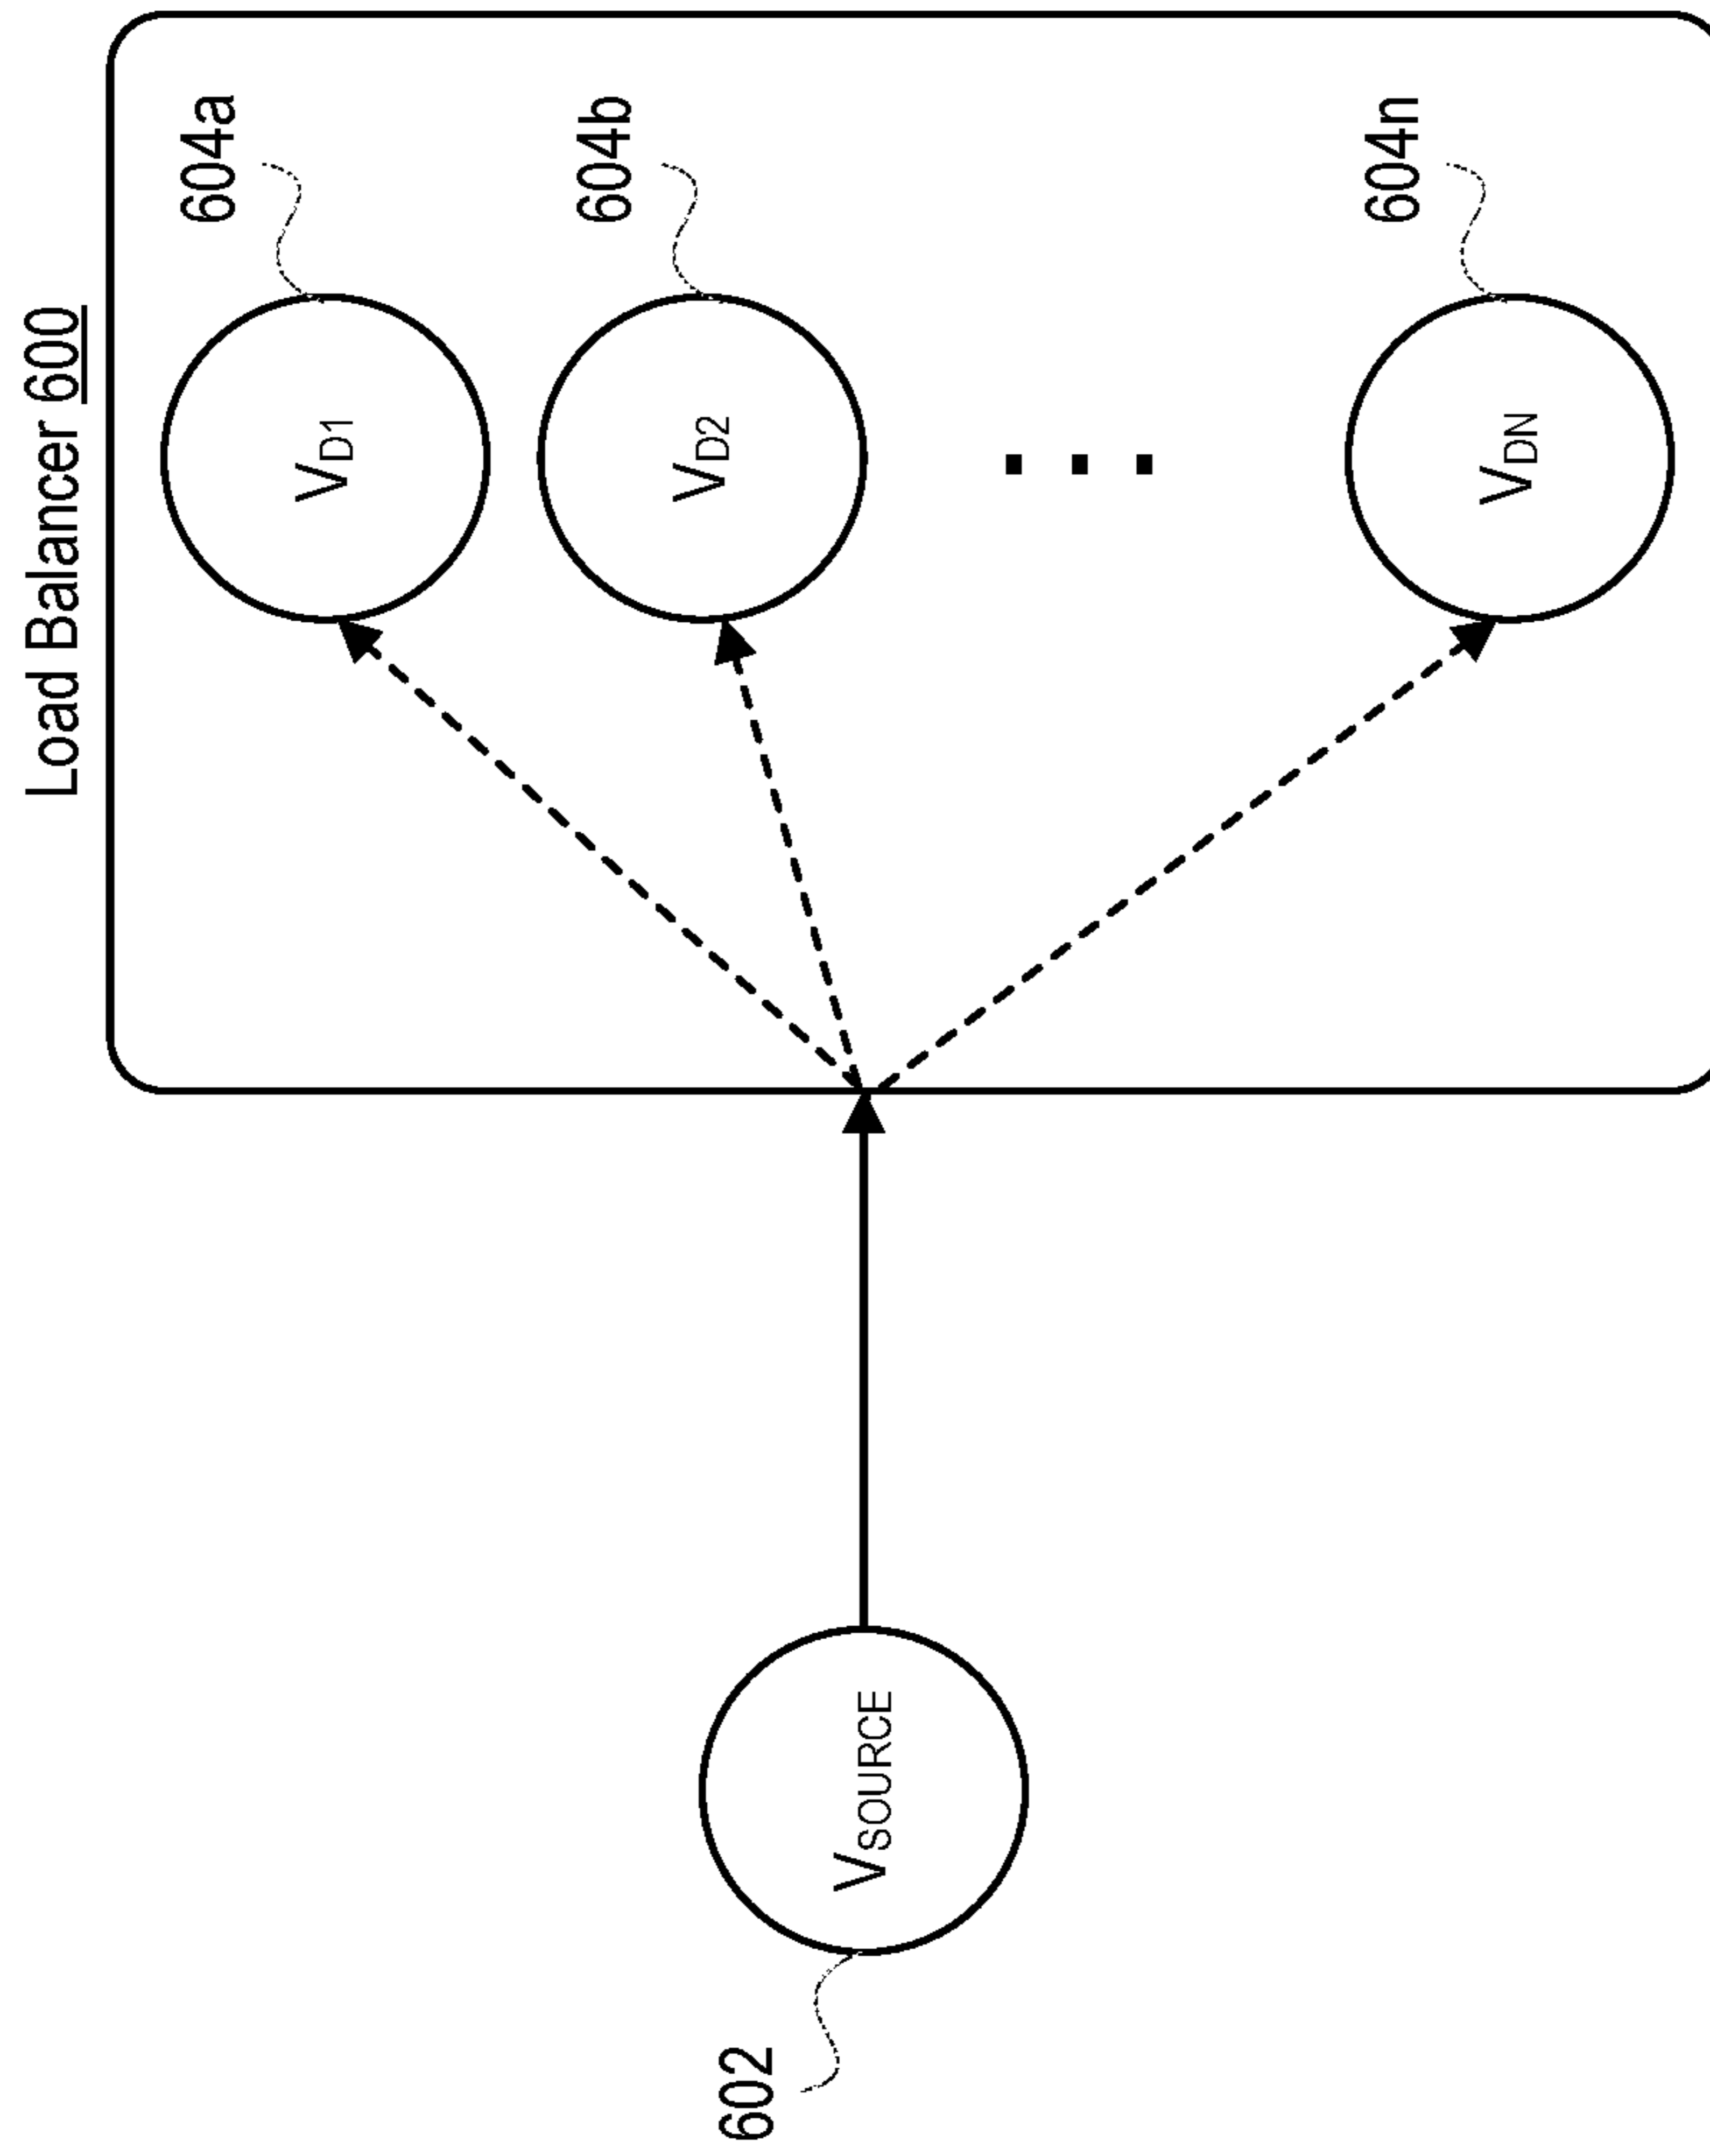 Load Balancer 600
604a
VD1
604b
VD2
604n
VDN
VSOURCE
602